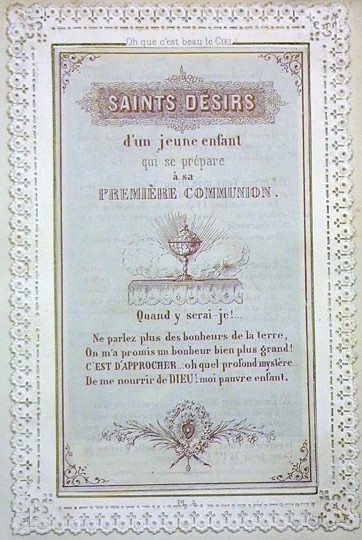 Oh que c'est beau le CIEL!
SAINTS DÉSIRS
d'un jeune enfant
qui se prépare
à sa
PREMIÈRE COMMUNION.
Quand y serai-je!...
Ne parlez plus des bonheurs de la terre,
On m'a promis un bonheur bien plus grand!
C'EST D'APPROCHER...oh quel profond mystère
De me nourrir de DIEU! moi pauvre enfant.